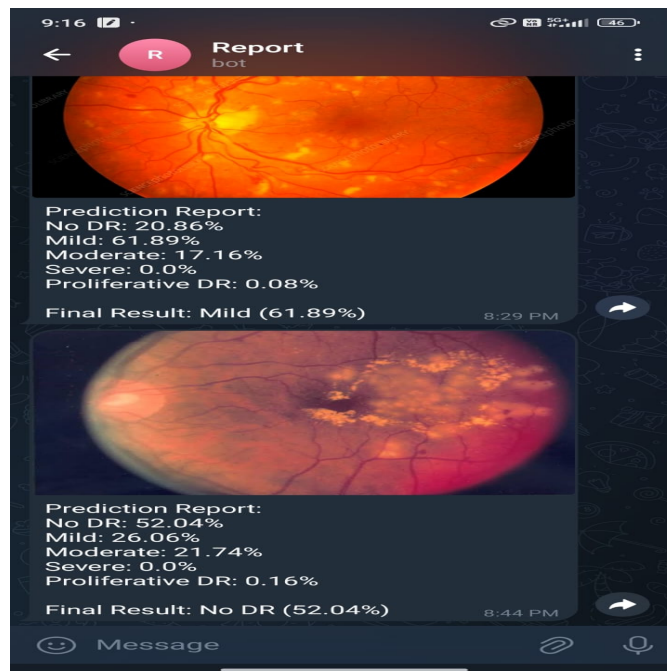 9:16
5G+
46
R
Report
bot
Prediction Report:
No DR: 20.86%
Mild: 61.89%
Moderate: 17.16%
Severe: 0.0%
Proliferative DR: 0.08%
Final Result: Mild (61.89%)
8:29 PM
Prediction Report:
No DR: 52.04%
Mild: 26.06%
Moderate: 21.74%
Severe: 0.0%
Proliferative DR: 0.16%
Final Result: No DR (52.04%)
8:44 PM
Message